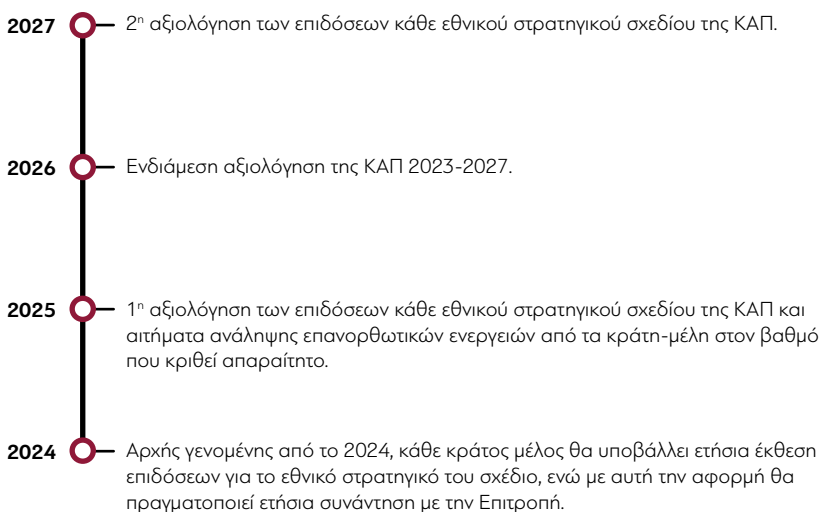 2027 2η αξιολόγηση των επιδόσεων κάθε εθνικού στρατηγικού σχεδίου της ΚΑΠ.
2026 Ενδιάμεση αξιολόγηση της ΚΑΠ 2023-2027.
2025 1η αξιολόγηση των επιδόσεων κάθε εθνικού στρατηγικού σχεδίου της ΚΑΠ και
αιτήματα ανάληψης επανορθωτικών ενεργειών από τα κράτη-μέλη στον βαθμό
που κριθεί απαραίτητο.
2024 Αρχής γενομένης από το 2024, κάθε κράτος μέλος θα υποβάλλει ετήσια έκθεση
επιδόσεων για το εθνικό στρατηγικό του σχέδιο, ενώ με αυτή την αφορμή θα
πραγματοποιεί ετήσια συνάντηση με την Επιτροπή.